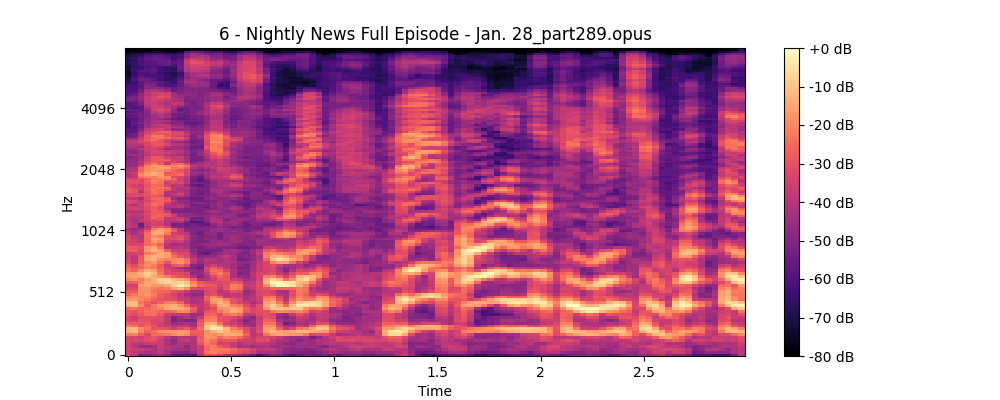 6 - Nightly News Full Episode - Jan. 28_part289.opus
Hz
4096
2048
1024
512
0
0 0.5 1 1.5 2 2.5
Time
+0 dB
-10 dB
-20 dB
-30 dB
-40 dB
-50 dB
-60 dB
-70 dB
-80 dB